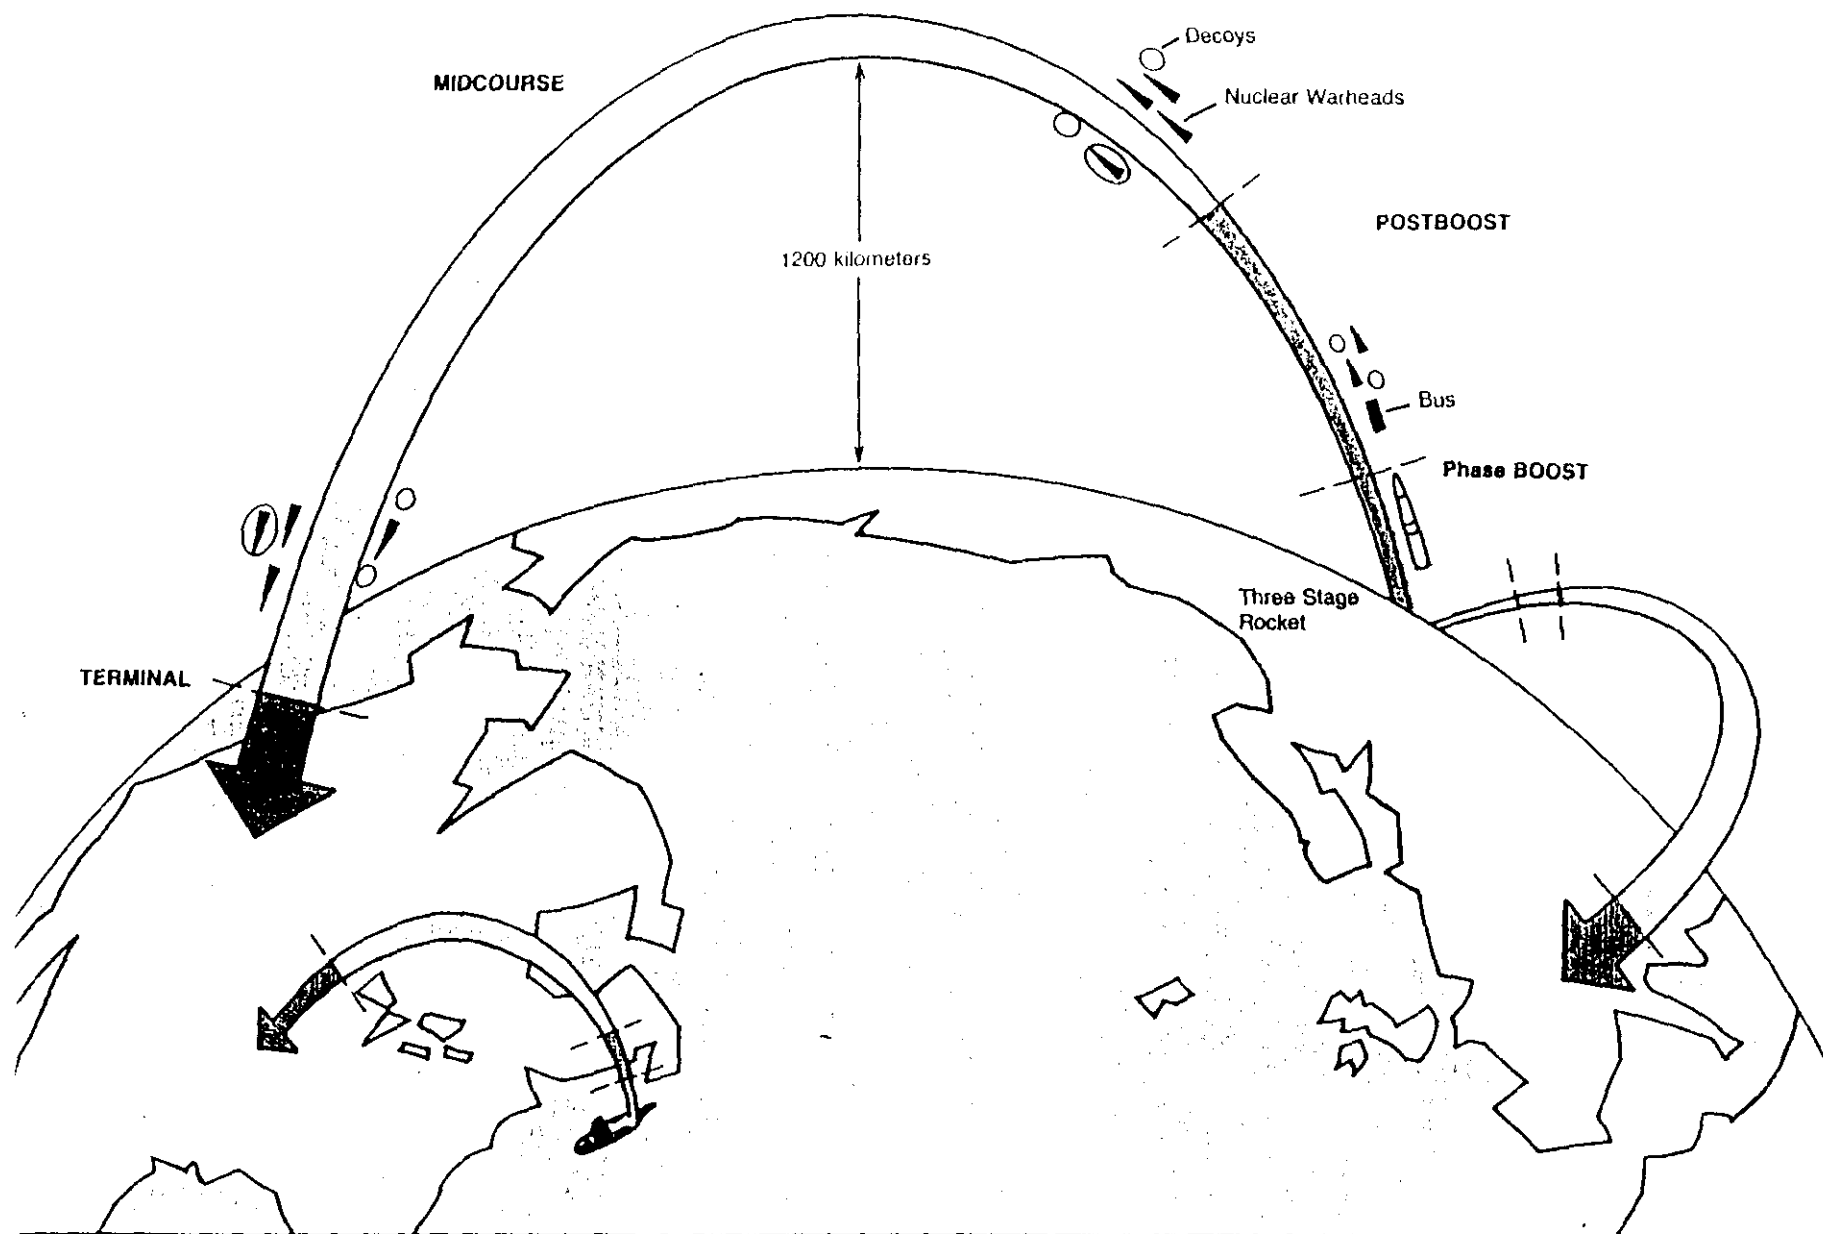 Decoys
MIDCOURSE
Nuclear Warheads
POSTBOOST
1200 kilometers
Bus
Phase BOOST
Three Stage
Rocket
TERMINAL